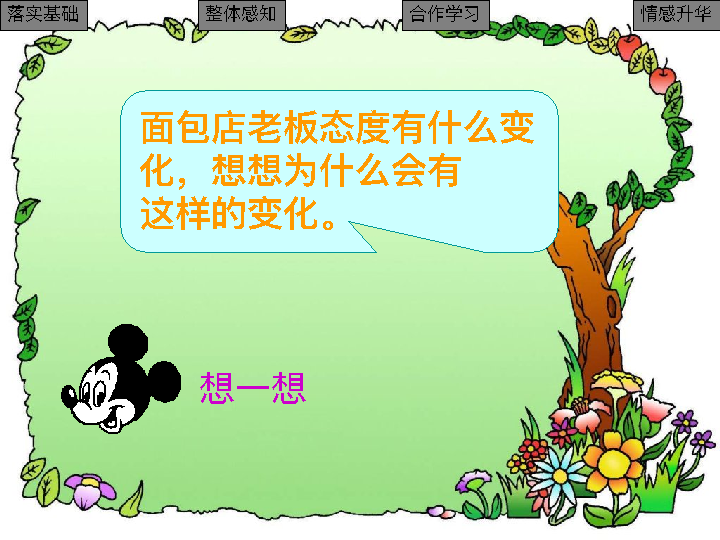 落实基础
整体感知
合作学习
情感升华
面包店老板态度有什么变
化，想想为什么会有
这样的变化。
想一想